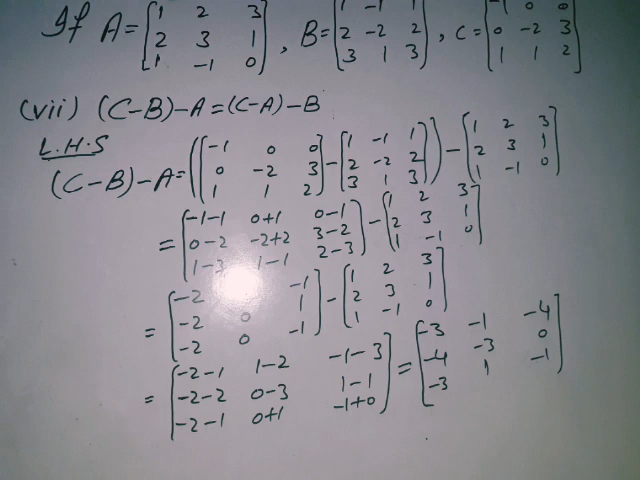 If A = [1 2 3; 2 3 1; 1 -1 0], B = [1 -1 1; 2 -2 2; 3 1 3], C = [-1 0 0; 0 -2 3; 1 1 2]
(vii) (C-B)-A=(C-A)-B
L.H.S
(C-B)-A=([-1 0 0; 0 -2 3; 1 1 2] - [1 -1 1; 2 -2 2; 3 1 3]) - [1 2 3; 2 3 1; 1 -1 0]
= [-1-1 0+1 0-1; 0-2 -2+2 3-2; 1-3 1-1 2-3] - [1 2 3; 2 3 1; 1 -1 0]
= [-2 -1; -2 0 1; -2 0 -1] - [1 2 3; 2 3 1; 1 -1 0]
= [-2-1 1-2 -1-3; -2-2 0-3 1-1; -2-1 0+1 -1+0] = [-3 -1 -4; -4 -3 0; -3 1 -1]